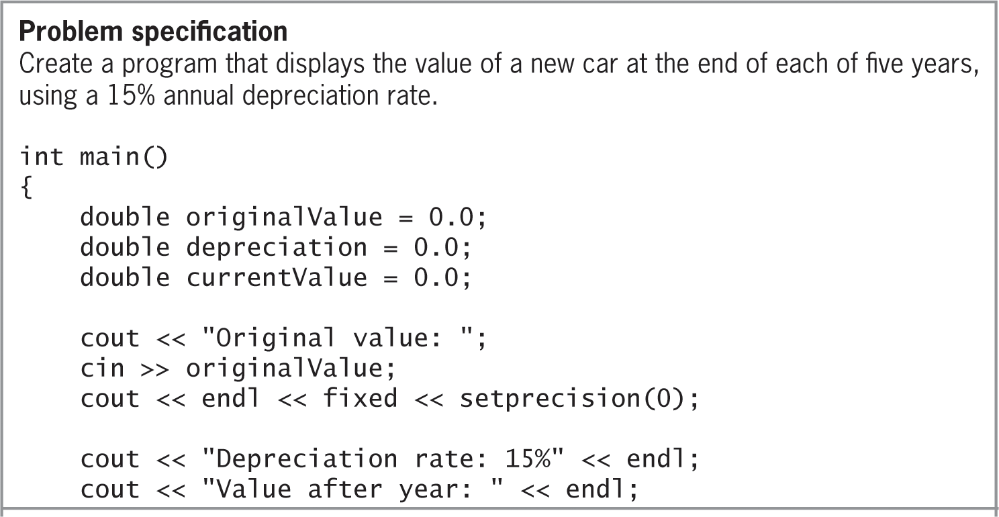 Problem specification
Create a program that displays the value of a new car at the end of each of five years,
using a 15% annual depreciation rate.
int main()
{
double originalValue = 0.0;
double depreciation = 0.0;
double currentValue = 0.0;
cout << "Original value: ";
cin >> originalValue;
cout << endl << fixed << setprecision(0);
cout << "Depreciation rate: 15%" << endl;
cout << "Value after year: " << endl;